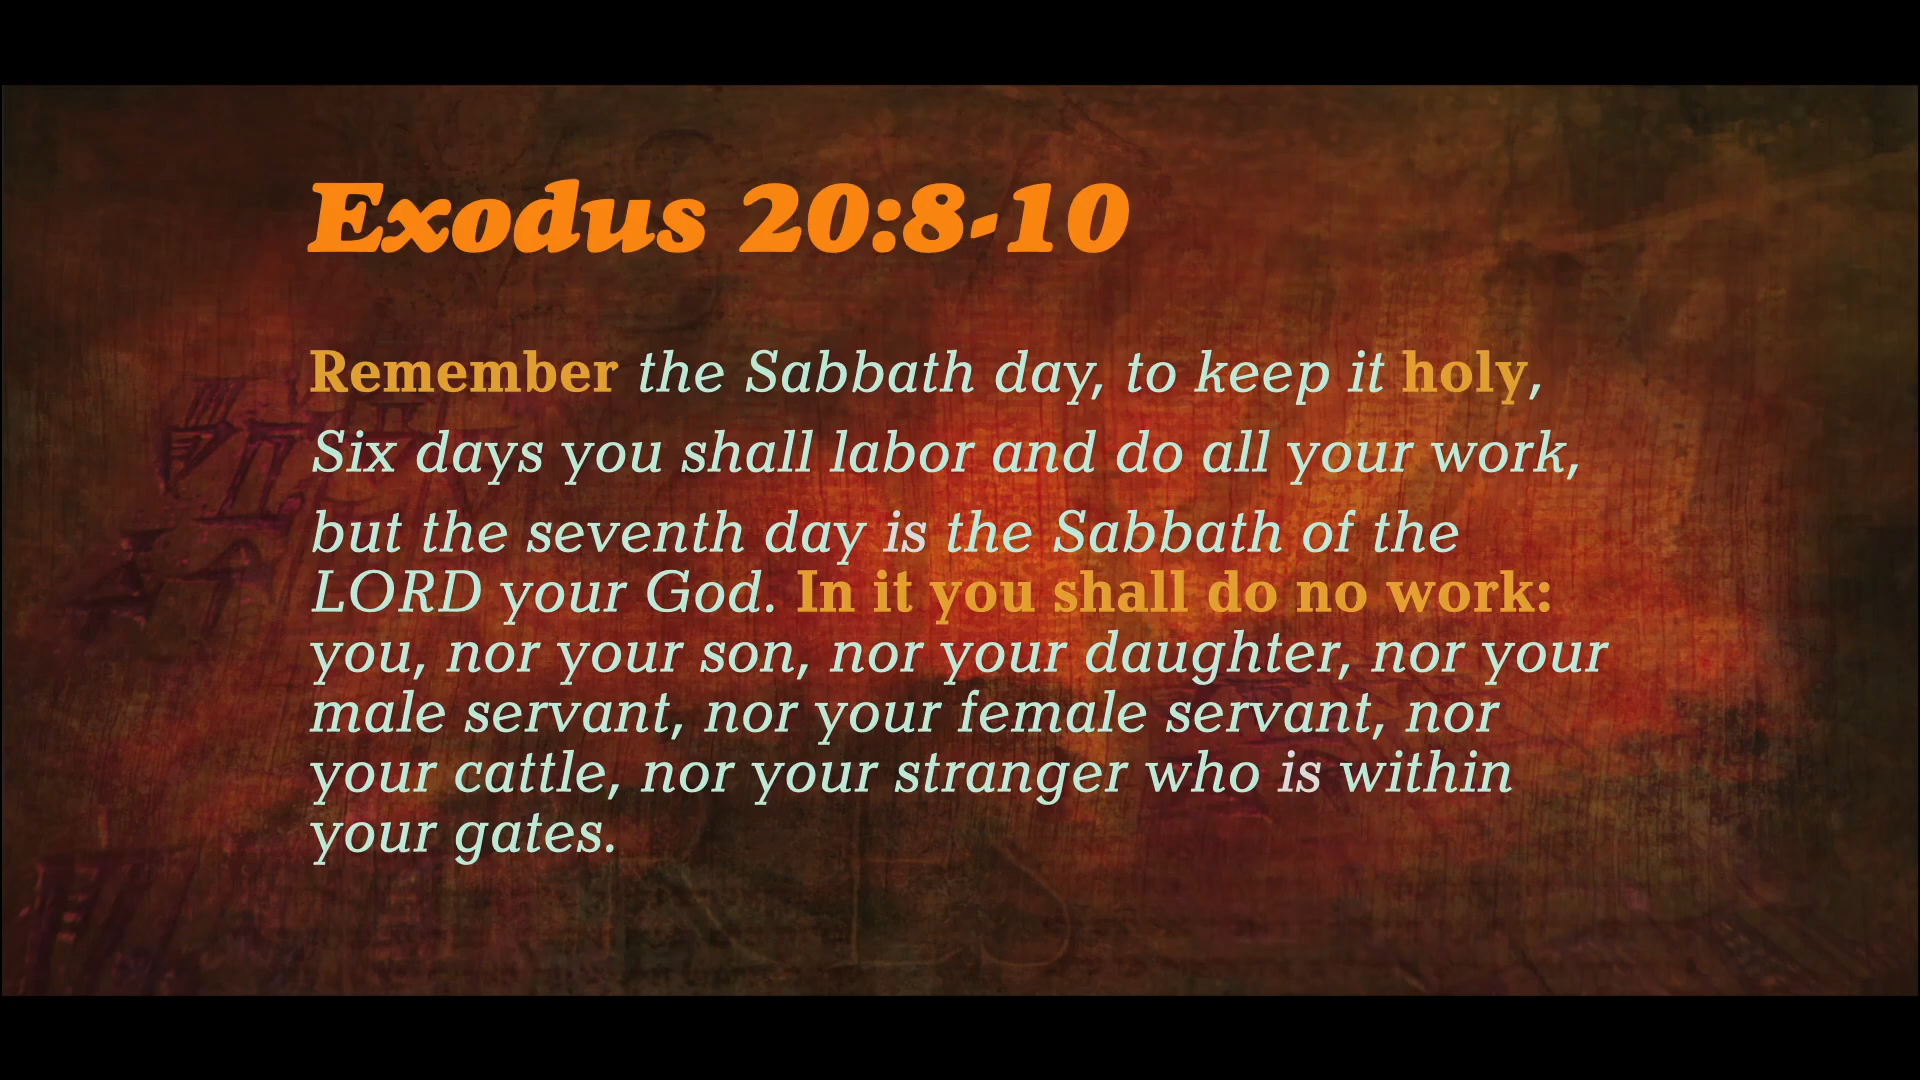 Exodus 20:8-10
Remember the Sabbath day, to keep it holy,
Six days you shall labor and do all your work,
but the seventh day is the Sabbath of the
LORD your God. In it you shall do no work:
you, nor your son, nor your daughter, nor your
male servant, nor your female servant, nor
your cattle, nor your stranger who is within
your gates.